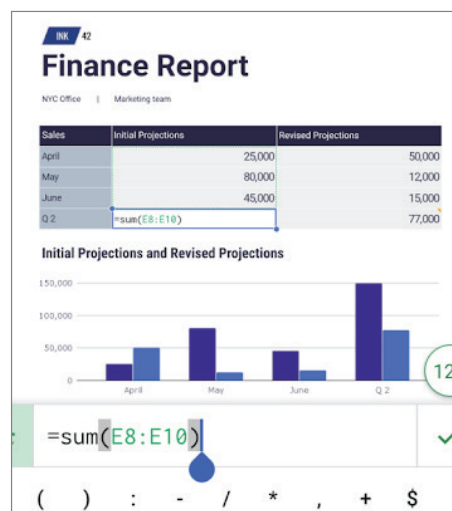 INK 42
Finance Report
NYC Office | Marketing team
Sales Initial Projections Revised Projections
April 25,000 50,000
May 80,000 12,000
June 45,000 15,000
Q 2 =sum(E8:E10) 77,000
Initial Projections and Revised Projections
150,000
100,000
50,000
0
April May June Q 2
12
=sum(E8:E10)
( ) : - / * , + $